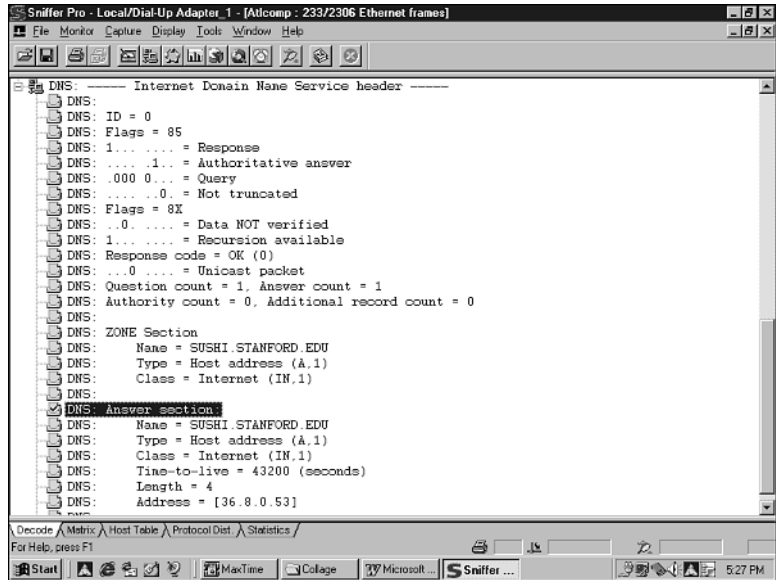 Sniffer Pro - Local/Dial-Up Adapter_1 - [Atlcomp : 233/2306 Ethernet frames]
File Monitor Capture Display Tools Window Help
DNS: ----- Internet Domain Name Service header -----
DNS:
DNS: ID = 0
DNS: Flags = 85
DNS: 1... .... = Response
DNS: .... .1.. = Authoritative answer
DNS: .000 0... = Query
DNS: .... ..0. = Not truncated
DNS: Flags = 8X
DNS: ..0. .... = Data NOT verified
DNS: 1... .... = Recursion available
DNS: Response code = OK (0)
DNS: ...0 .... = Unicast packet
DNS: Question count = 1, Answer count = 1
DNS: Authority count = 0, Additional record count = 0
DNS:
DNS: ZONE Section
DNS: Name = SUSHI.STANFORD.EDU
DNS: Type = Host address (A,1)
DNS: Class = Internet (IN,1)
DNS:
DNS: Answer section:
DNS: Name = SUSHI.STANFORD.EDU
DNS: Type = Host address (A,1)
DNS: Class = Internet (IN,1)
DNS: Time-to-live = 43200 (seconds)
DNS: Length = 4
DNS: Address = [36.8.0.53]
DNS:
Decode Matrix Host Table Protocol Dist. Statistics
For Help, press F1
Start MaxTime Collage Microsoft ... Sniffer ... 5:27 PM